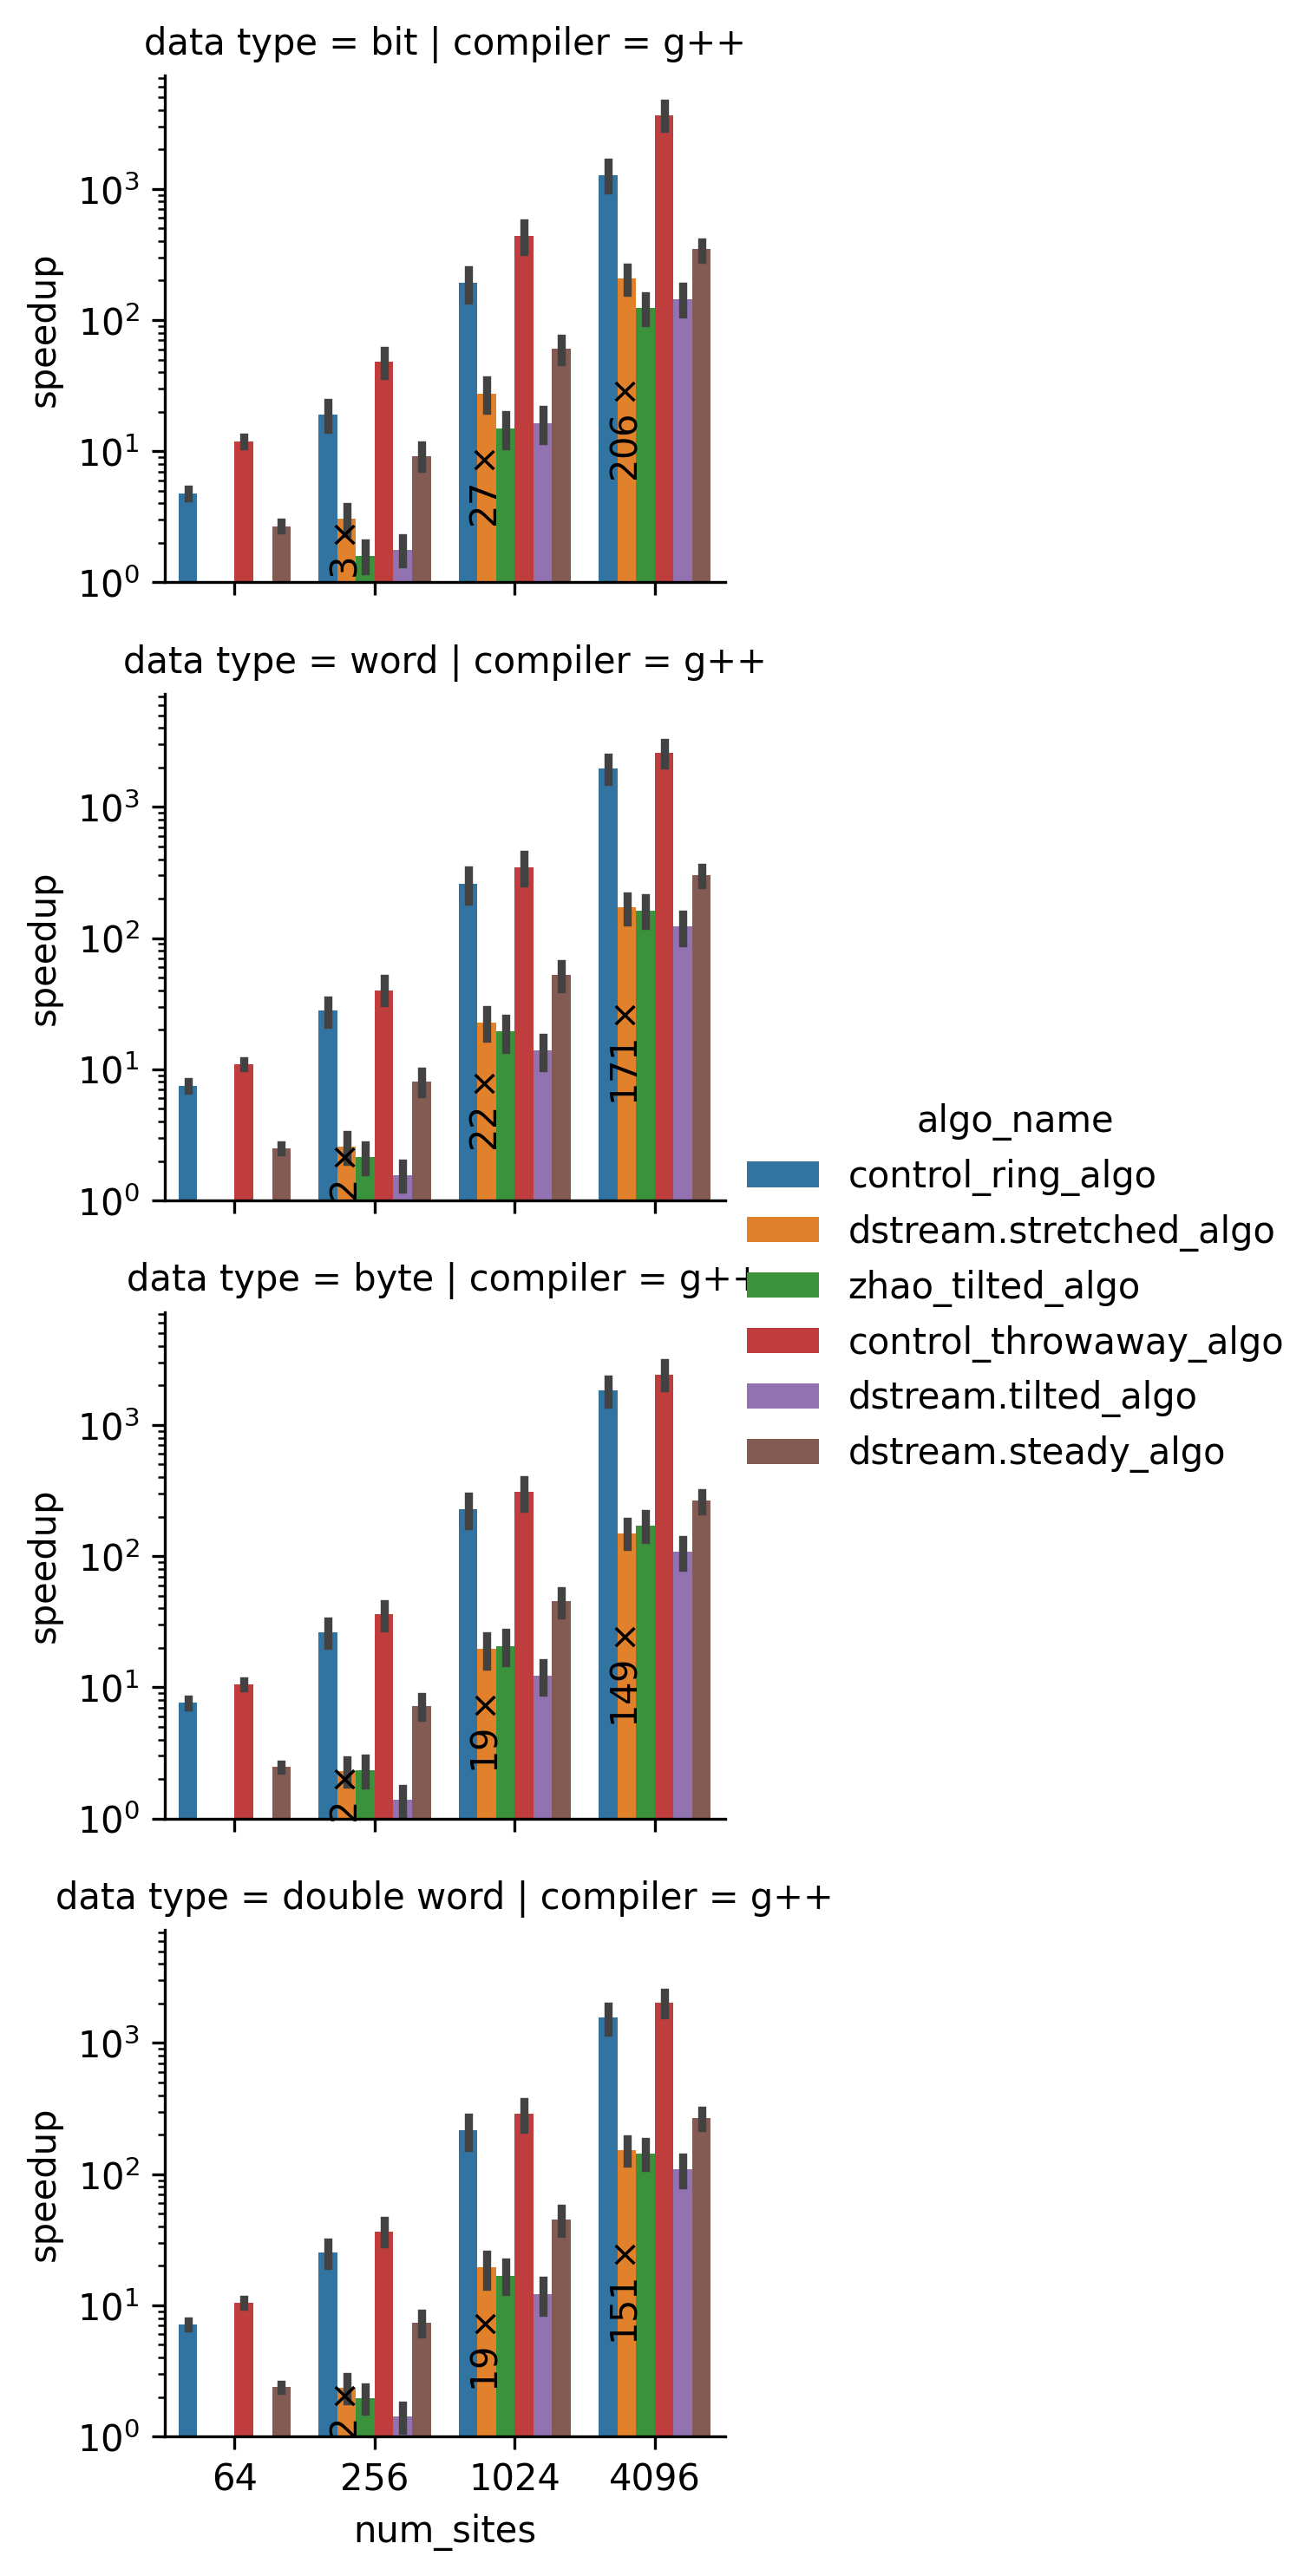 data type = bit | compiler = g++
speedup
10³
10²
10¹
10⁰
3 ×
27 ×
206 ×
data type = word | compiler = g++
speedup
10³
10²
10¹
10⁰
2 ×
22 ×
171 ×
algo_name
control_ring_algo
dstream.stretched_algo
zhao_tilted_algo
control_throwaway_algo
dstream.tilted_algo
dstream.steady_algo
data type = byte | compiler = g++
speedup
10³
10²
10¹
10⁰
2 ×
19 ×
149 ×
data type = double word | compiler = g++
speedup
10³
10²
10¹
10⁰
2 ×
19 ×
151 ×
64 256 1024 4096
num_sites